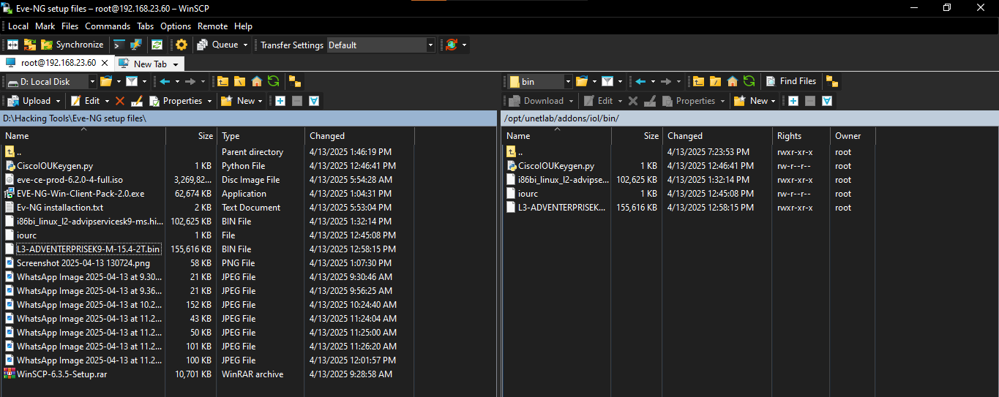 Eve-NG setup files – root@192.168.23.60 – WinSCP
Local Mark Files Commands Tabs Options Remote Help
Synchronize Queue Transfer Settings Default
root@192.168.23.60 New Tab
D: Local Disk
Upload Edit Properties New
D:\Hacking Tools\Eve-NG setup files\
Name Size Type Changed
.. Parent directory 4/13/2025 1:46:19 PM
CiscoIOUKeygen.py 1 KB Python File 4/13/2025 12:46:41 PM
eve-ce-prod-6.2.0-4-full.iso 3,269,82... Disc Image File 4/13/2025 5:54:28 AM
EVE-NG-Win-Client-Pack-2.0.exe 62,674 KB Application 4/13/2025 1:04:31 PM
Ev-NG installaction.txt 2 KB Text Document 4/13/2025 5:53:04 PM
i86bi_linux_l2-advipservicesk9-ms.hi... 102,625 KB BIN File 4/13/2025 1:32:14 PM
iourc 1 KB File 4/13/2025 12:45:08 PM
L3-ADVENTERPRISEK9-M-15.4-2T.bin 155,616 KB BIN File 4/13/2025 12:58:15 PM
Screenshot 2025-04-13 130724.png 58 KB PNG File 4/13/2025 1:07:30 PM
WhatsApp Image 2025-04-13 at 9.30... 21 KB JPEG File 4/13/2025 9:30:46 AM
WhatsApp Image 2025-04-13 at 9.36... 21 KB JPEG File 4/13/2025 9:56:25 AM
WhatsApp Image 2025-04-13 at 10.2... 152 KB JPEG File 4/13/2025 10:24:40 AM
WhatsApp Image 2025-04-13 at 11.2... 43 KB JPEG File 4/13/2025 11:24:04 AM
WhatsApp Image 2025-04-13 at 11.2... 50 KB JPEG File 4/13/2025 11:25:00 AM
WhatsApp Image 2025-04-13 at 11.2... 101 KB JPEG File 4/13/2025 11:26:20 AM
WhatsApp Image 2025-04-13 at 11.2... 100 KB JPEG File 4/13/2025 12:01:57 PM
WinSCP-6.3.5-Setup.rar 10,701 KB WinRAR archive 4/13/2025 9:28:58 AM
bin Find Files
Download Edit Properties New
/opt/unetlab/addons/iol/bin/
Name Size Changed Rights Owner
.. 4/13/2025 7:23:53 PM rwxr-xr-x root
CiscoIOUKeygen.py 1 KB 4/13/2025 12:46:41 PM rw-r--r-- root
i86bi_linux_l2-advipse... 102,625 KB 4/13/2025 1:32:14 PM rwxr-xr-x root
iourc 1 KB 4/13/2025 12:45:08 PM rw-r--r-- root
L3-ADVENTERPRISEK... 155,616 KB 4/13/2025 12:58:15 PM rwxr-xr-x root